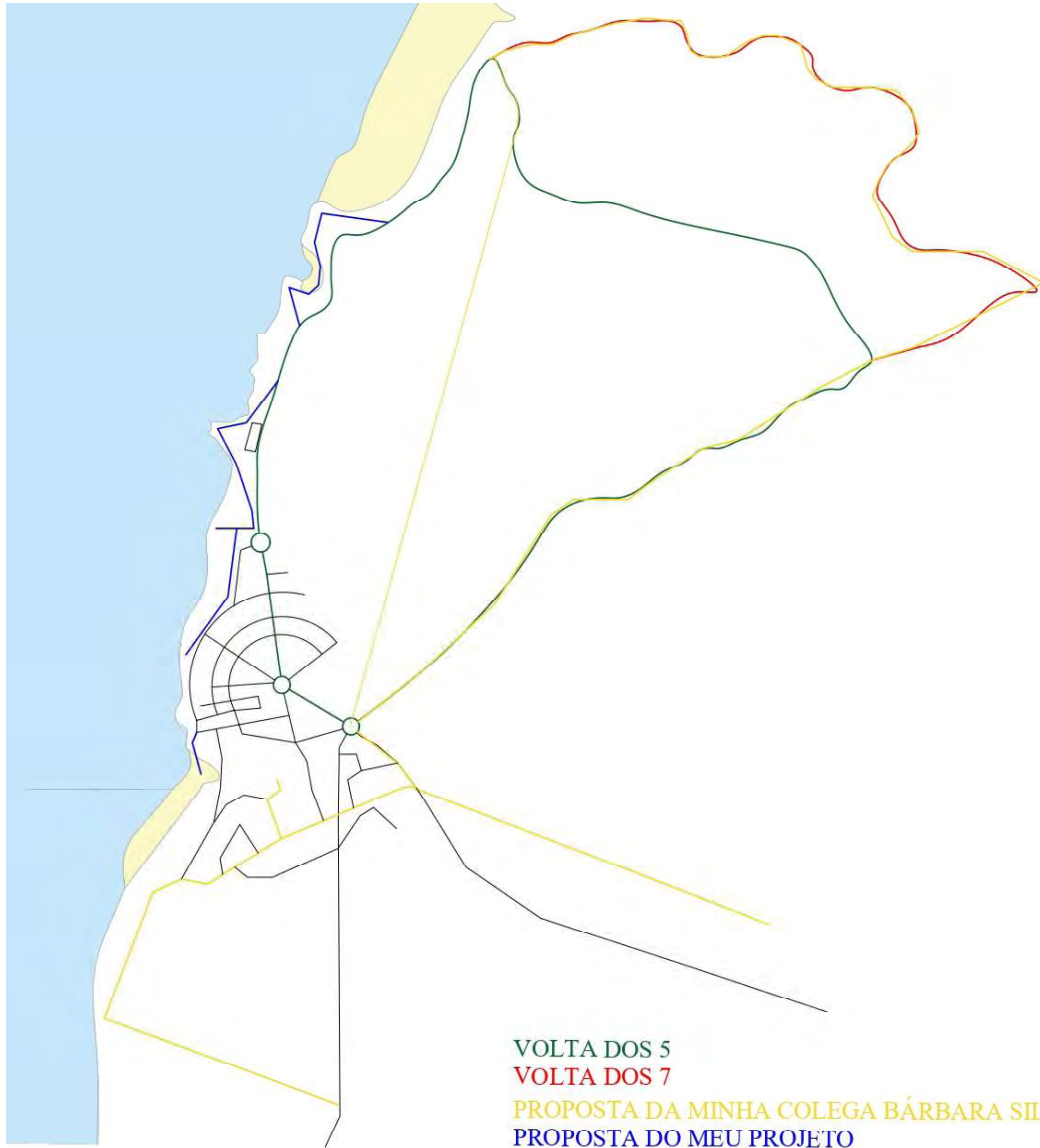 VOLTA DOS 5
VOLTA DOS 7
PROPOSTA DA MINHA COLEGA BÁRBARA
PROPOSTA DO MEU PROJETO